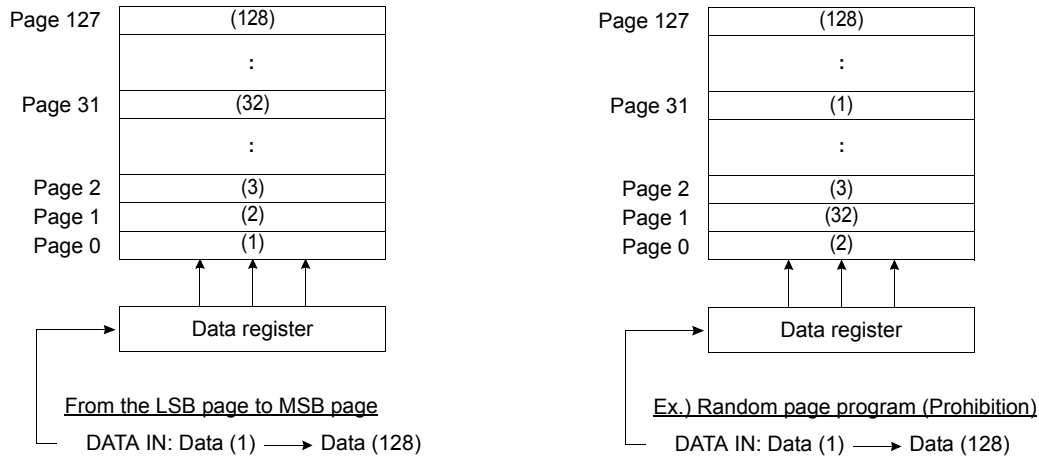 Page 127 (128)
:
Page 31 (32)
:
Page 2 (3)
Page 1 (2)
Page 0 (1)
Data register
From the LSB page to MSB page
DATA IN: Data (1) Data (128)
Page 127 (128)
:
Page 31 (1)
:
Page 2 (3)
Page 1 (32)
Page 0 (2)
Data register
Ex.) Random page program (Prohibition)
DATA IN: Data (1) Data (128)